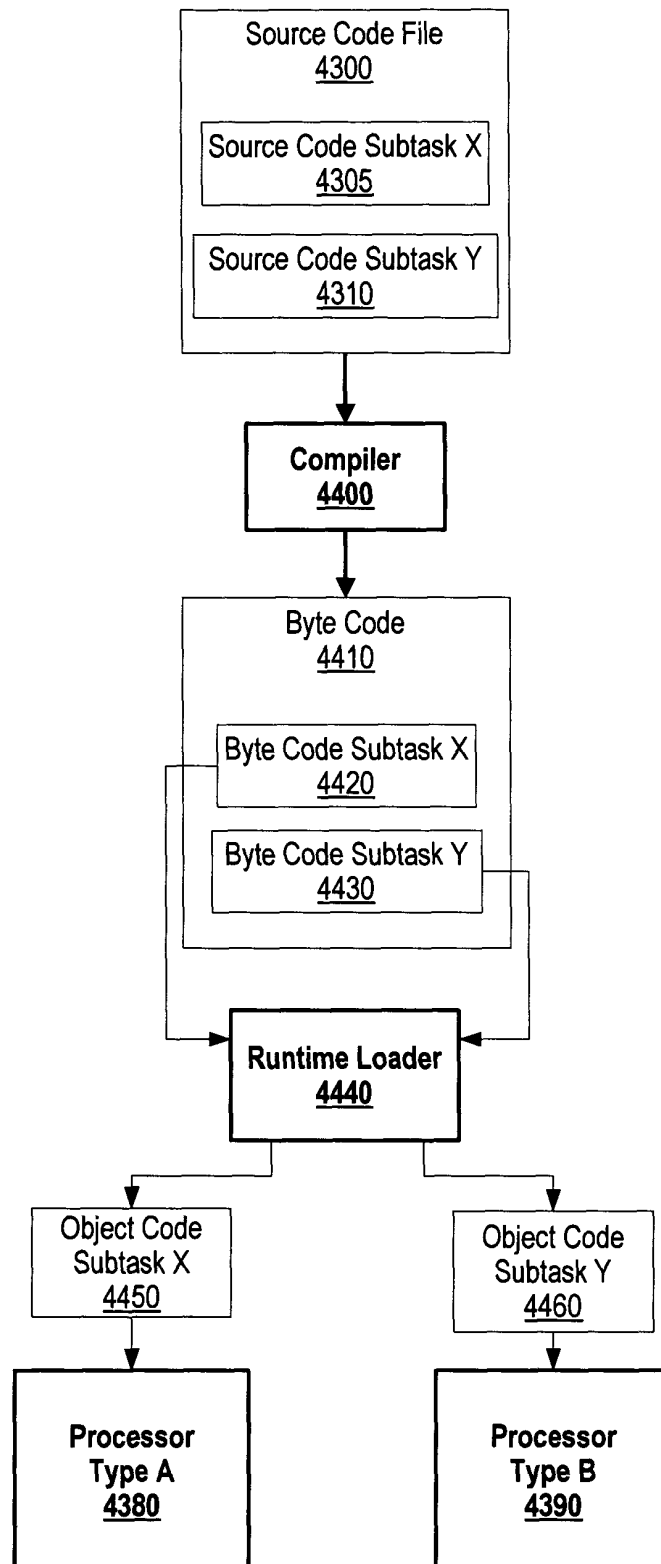 Source Code File
4300
Source Code Subtask X
4305
Source Code Subtask Y
4310
Compiler
4400
Byte Code
4410
Byte Code Subtask X
4420
Byte Code Subtask Y
4430
Runtime Loader
4440
Object Code
Subtask X
4450
Object Code
Subtask Y
4460
Processor
Type A
4380
Processor
Type B
4390